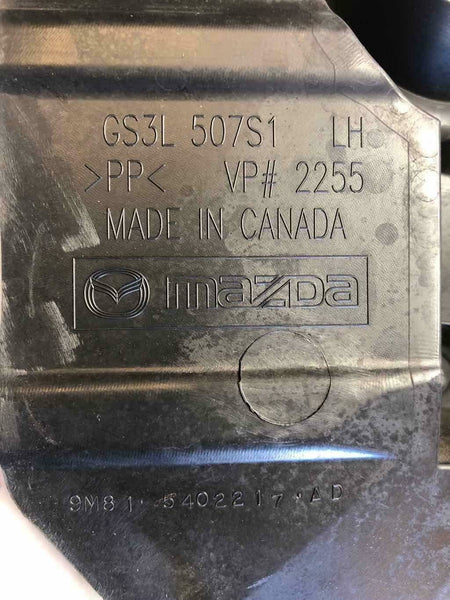 GS3L 507S1 LH
>PP< VP# 2255
MADE IN CANADA
mazda
9M81 · 5402217 · AD